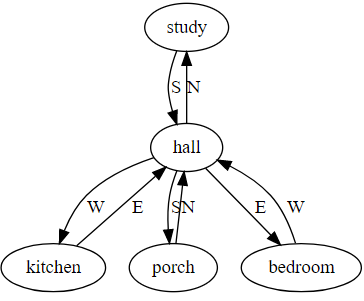 study
S N
hall
W E S N E W
kitchen porch bedroom